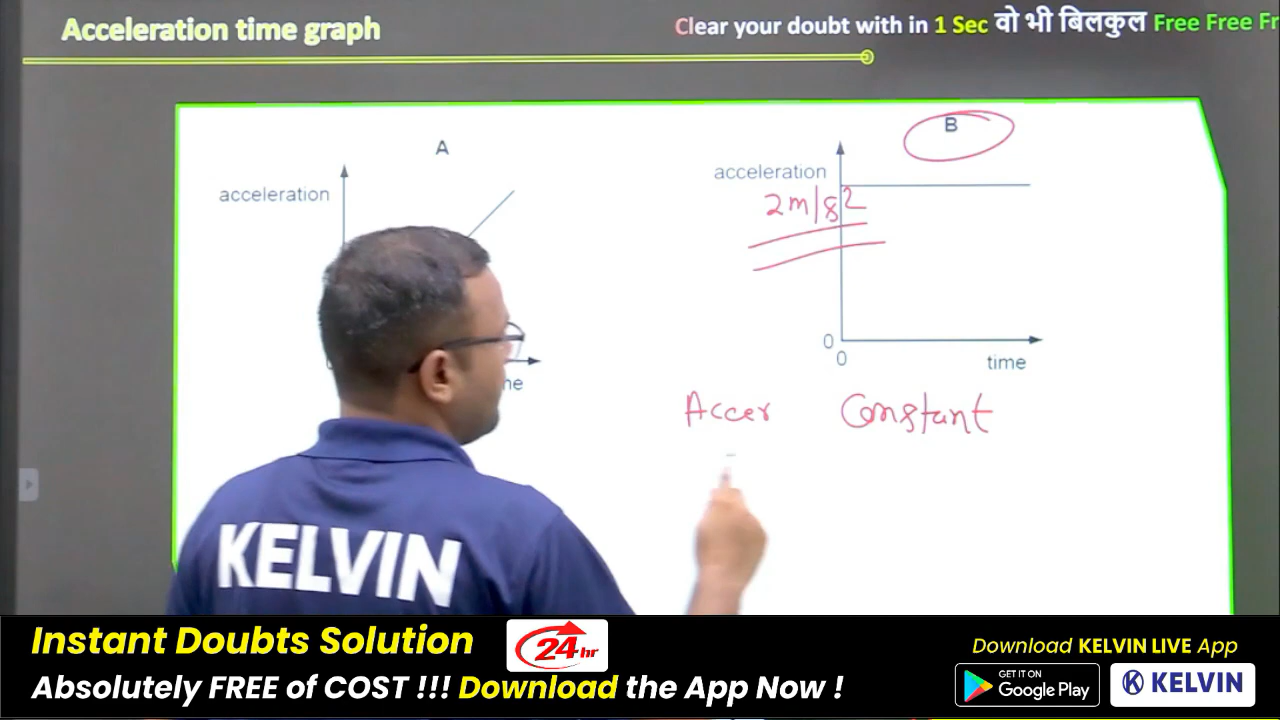 Acceleration time graph
Clear your doubt with in 1 Sec वो भी बिलकुल Free Free Fr
A
acceleration
me
B
acceleration
2m/s2
0
0
time
Accer Constant
KELVIN
Instant Doubts Solution
24hr
Absolutely FREE of COST !!! Download the App Now !
Download KELVIN LIVE App
GET IT ON
Google Play
KELVIN